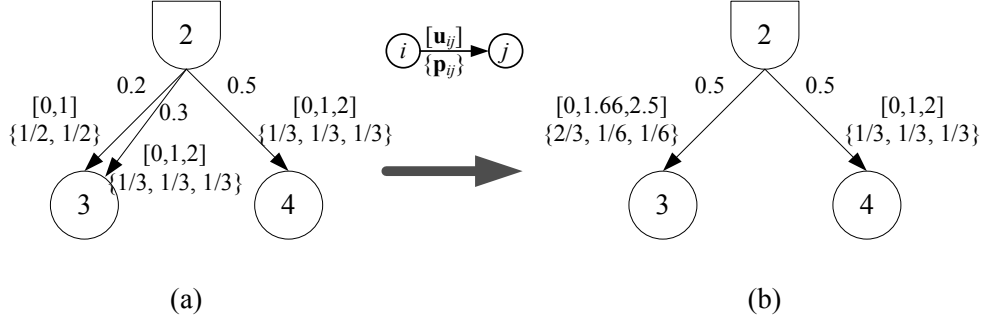 2
0.2
0.5
0.3
[0,1]
{1/2, 1/2}
[0,1,2]
{1/3, 1/3, 1/3}
[0,1,2]
{1/3, 1/3, 1/3}
3
4
(a)
i
[u_ij]
{p_ij}
j
2
0.5
0.5
[0,1.66,2.5]
{2/3, 1/6, 1/6}
[0,1,2]
{1/3, 1/3, 1/3}
3
4
(b)